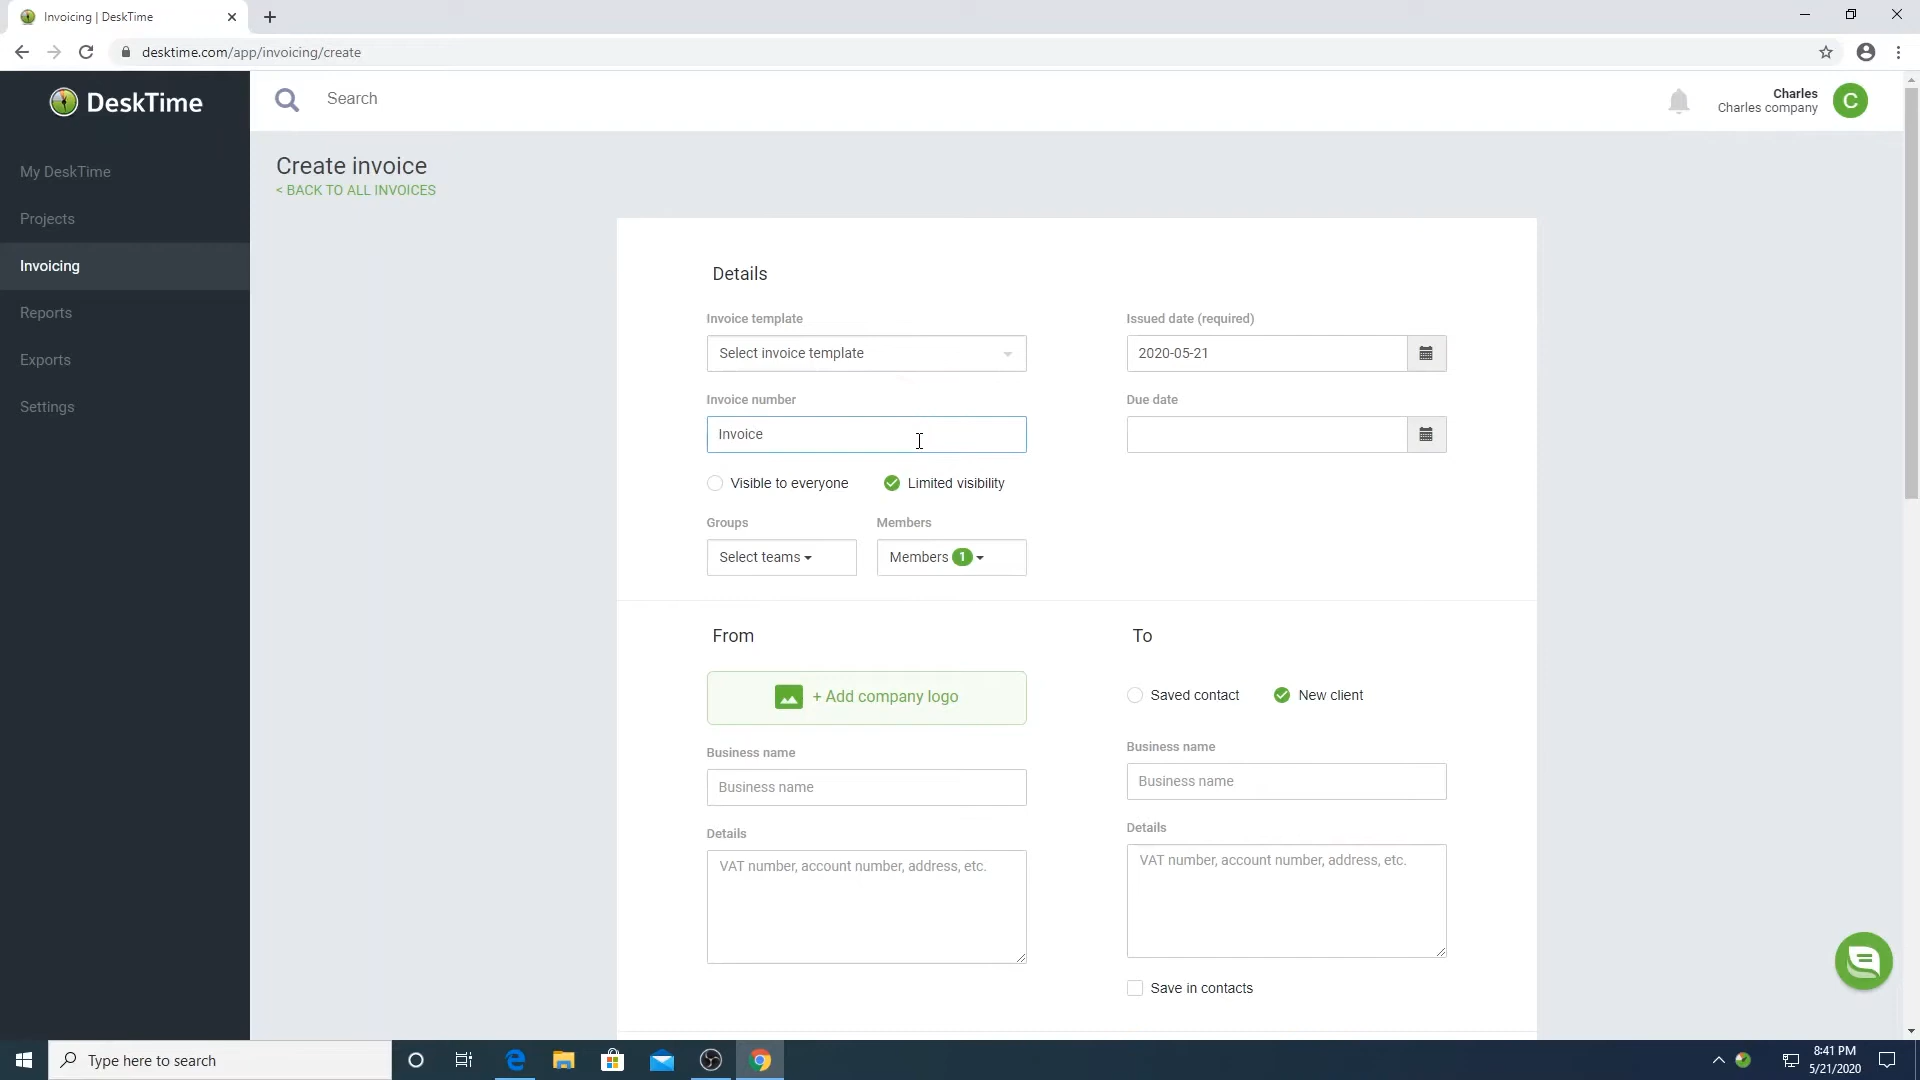 Invoicing | DeskTime
desktime.com/app/invoicing/create
DeskTime
Search
Charles
Charles company
C
My DeskTime
Projects
Invoicing
Reports
Exports
Settings
Create invoice
< BACK TO ALL INVOICES
Details
Invoice template
Select invoice template
Issued date (required)
2020-05-21
Invoice number
Invoice
Due date
Visible to everyone
Limited visibility
Groups
Members
Select teams
Members 1
From
To
+ Add company logo
Saved contact
New client
Business name
Business name
Business name
Business name
Details
VAT number, account number, address, etc.
Details
VAT number, account number, address, etc.
Save in contacts
Type here to search
8:41 PM
5/21/2020